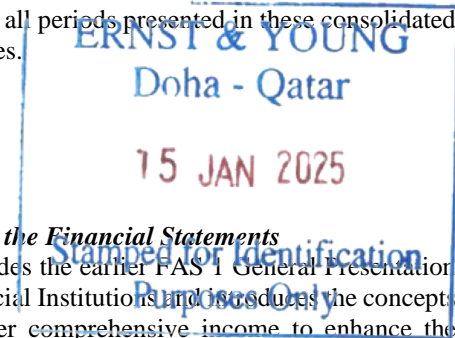 all periods presented in these consolidated
es.
ERNST & YOUNG
Doha - Qatar
15 JAN 2025
the Financial Statements
Stamped for Identification
des the earlier FAS 1 General Presentation
cial Institutions and introduces the concepts
Purposes Only
er comprehensive income to enhance the